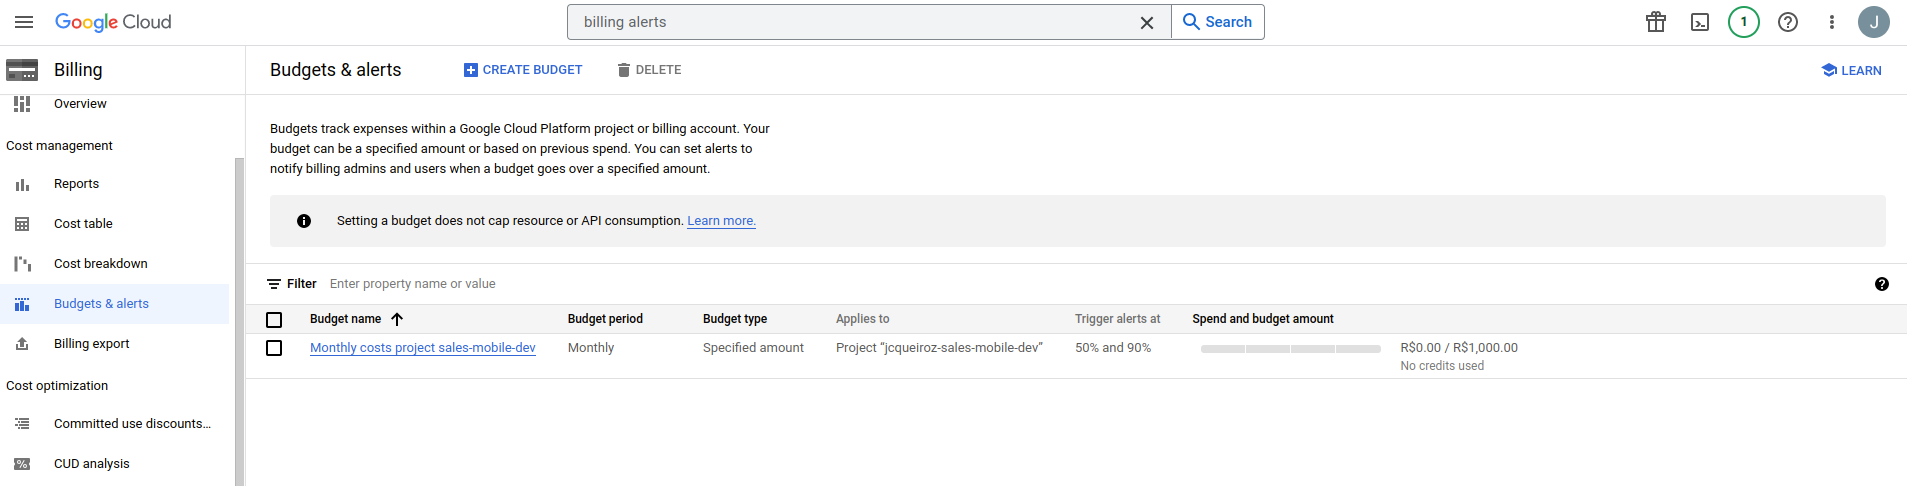 Google Cloud
billing alerts
Search
1
J
Billing
Budgets & alerts
CREATE BUDGET
DELETE
LEARN
Overview
Cost management
Reports
Cost table
Cost breakdown
Budgets & alerts
Billing export
Cost optimization
Committed use discounts...
CUD analysis
Budgets track expenses within a Google Cloud Platform project or billing account. Your
budget can be a specified amount or based on previous spend. You can set alerts to
notify billing admins and users when a budget goes over a specified amount.
Setting a budget does not cap resource or API consumption. Learn more.
Filter Enter property name or value
Budget name Budget period Budget type Applies to Trigger alerts at Spend and budget amount
Monthly costs project sales-mobile-dev Monthly Specified amount Project “jcqueiroz-sales-mobile-dev” 50% and 90% R$0.00 / R$1,000.00
No credits used